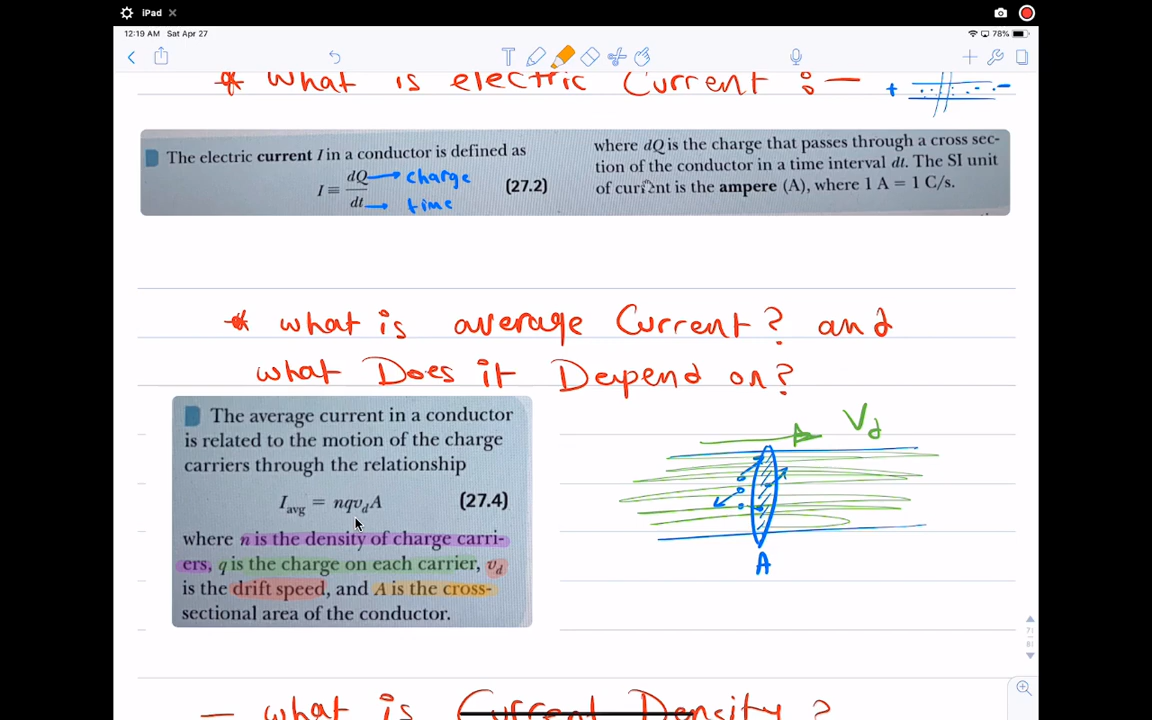 iPad
12:19 AM Sat Apr 27
78%
T
* What is electric Current :-
+ -
The electric current I in a conductor is defined as
I ≡ dQ/dt (27.2)
charge
time
where dQ is the charge that passes through a cross sec-
tion of the conductor in a time interval dt. The SI unit
of current is the ampere (A), where 1 A = 1 C/s.
* what is average Current? and
what Does it Depend on?
The average current in a conductor
is related to the motion of the charge
carriers through the relationship
Iavg = nqvdA (27.4)
where n is the density of charge carri-
ers, q is the charge on each carrier, vd
is the drift speed, and A is the cross-
sectional area of the conductor.
Vd
A
- what is Current Density ?